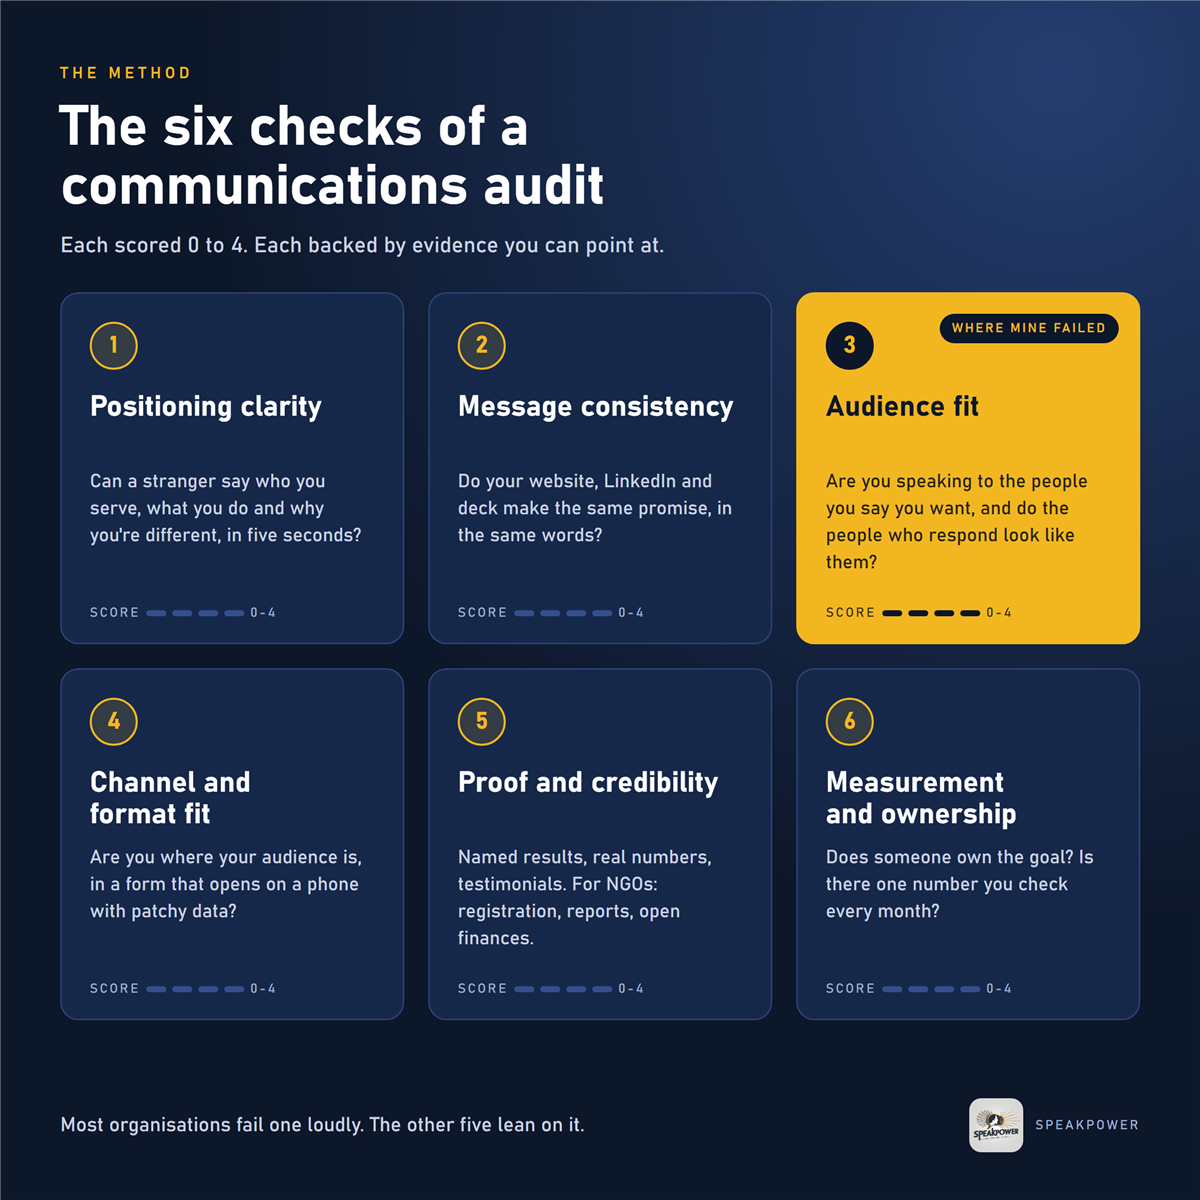 THE METHOD
The six checks of a
communications audit
Each scored 0 to 4. Each backed by evidence you can point at.
1
Positioning clarity
Can a stranger say who you
serve, what you do and why
you're different, in five seconds?
SCORE 0-4
2
Message consistency
Do your website, LinkedIn and
deck make the same promise, in
the same words?
SCORE 0-4
3
WHERE MINE FAILED
Audience fit
Are you speaking to the people
you say you want, and do the
people who respond look like
them?
SCORE 0-4
4
Channel and
format fit
Are you where your audience is,
in a form that opens on a phone
with patchy data?
SCORE 0-4
5
Proof and credibility
Named results, real numbers,
testimonials. For NGOs:
registration, reports, open
finances.
SCORE 0-4
6
Measurement
and ownership
Does someone own the goal? Is
there one number you check
every month?
SCORE 0-4
Most organisations fail one loudly. The other five lean on it.
SPEAKPOWER
SPEAKPOWER